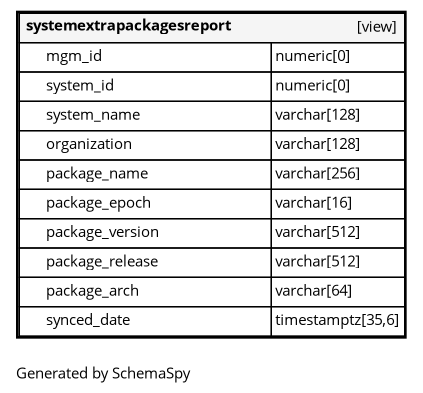 systemextrapackagesreport [view]
mgm_id numeric[0]
system_id numeric[0]
system_name varchar[128]
organization varchar[128]
package_name varchar[256]
package_epoch varchar[16]
package_version varchar[512]
package_release varchar[512]
package_arch varchar[64]
synced_date timestamptz[35,6]
Generated by SchemaSpy